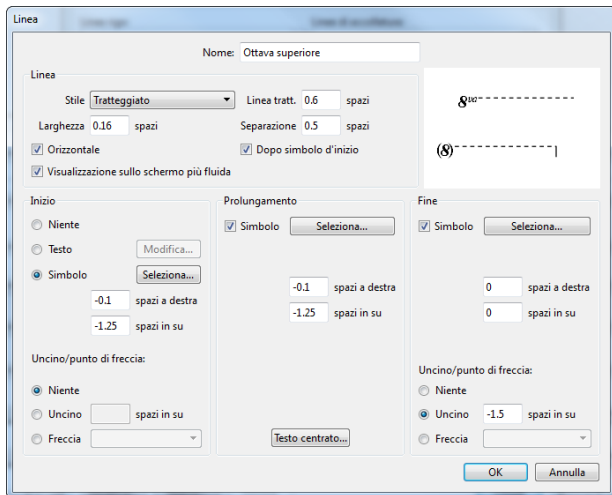 Linea
Nome: Ottava superiore
Linea
Stile Tratteggiato Linea tratt. 0.6 spazi
Larghezza 0.16 spazi Separazione 0.5 spazi
Orizzontale Dopo simbolo d'inizio
Visualizzazione sullo schermo più fluida
8va
(8)
Inizio
Niente
Testo Modifica...
Simbolo Seleziona...
-0.1 spazi a destra
-1.25 spazi in su
Uncino/punto di freccia:
Niente
Uncino spazi in su
Freccia
Prolungamento
Simbolo Seleziona...
-0.1 spazi a destra
-1.25 spazi in su
Testo centrato...
Fine
Simbolo Seleziona...
0 spazi a destra
0 spazi in su
Uncino/punto di freccia:
Niente
Uncino -1.5 spazi in su
Freccia
OK Annulla